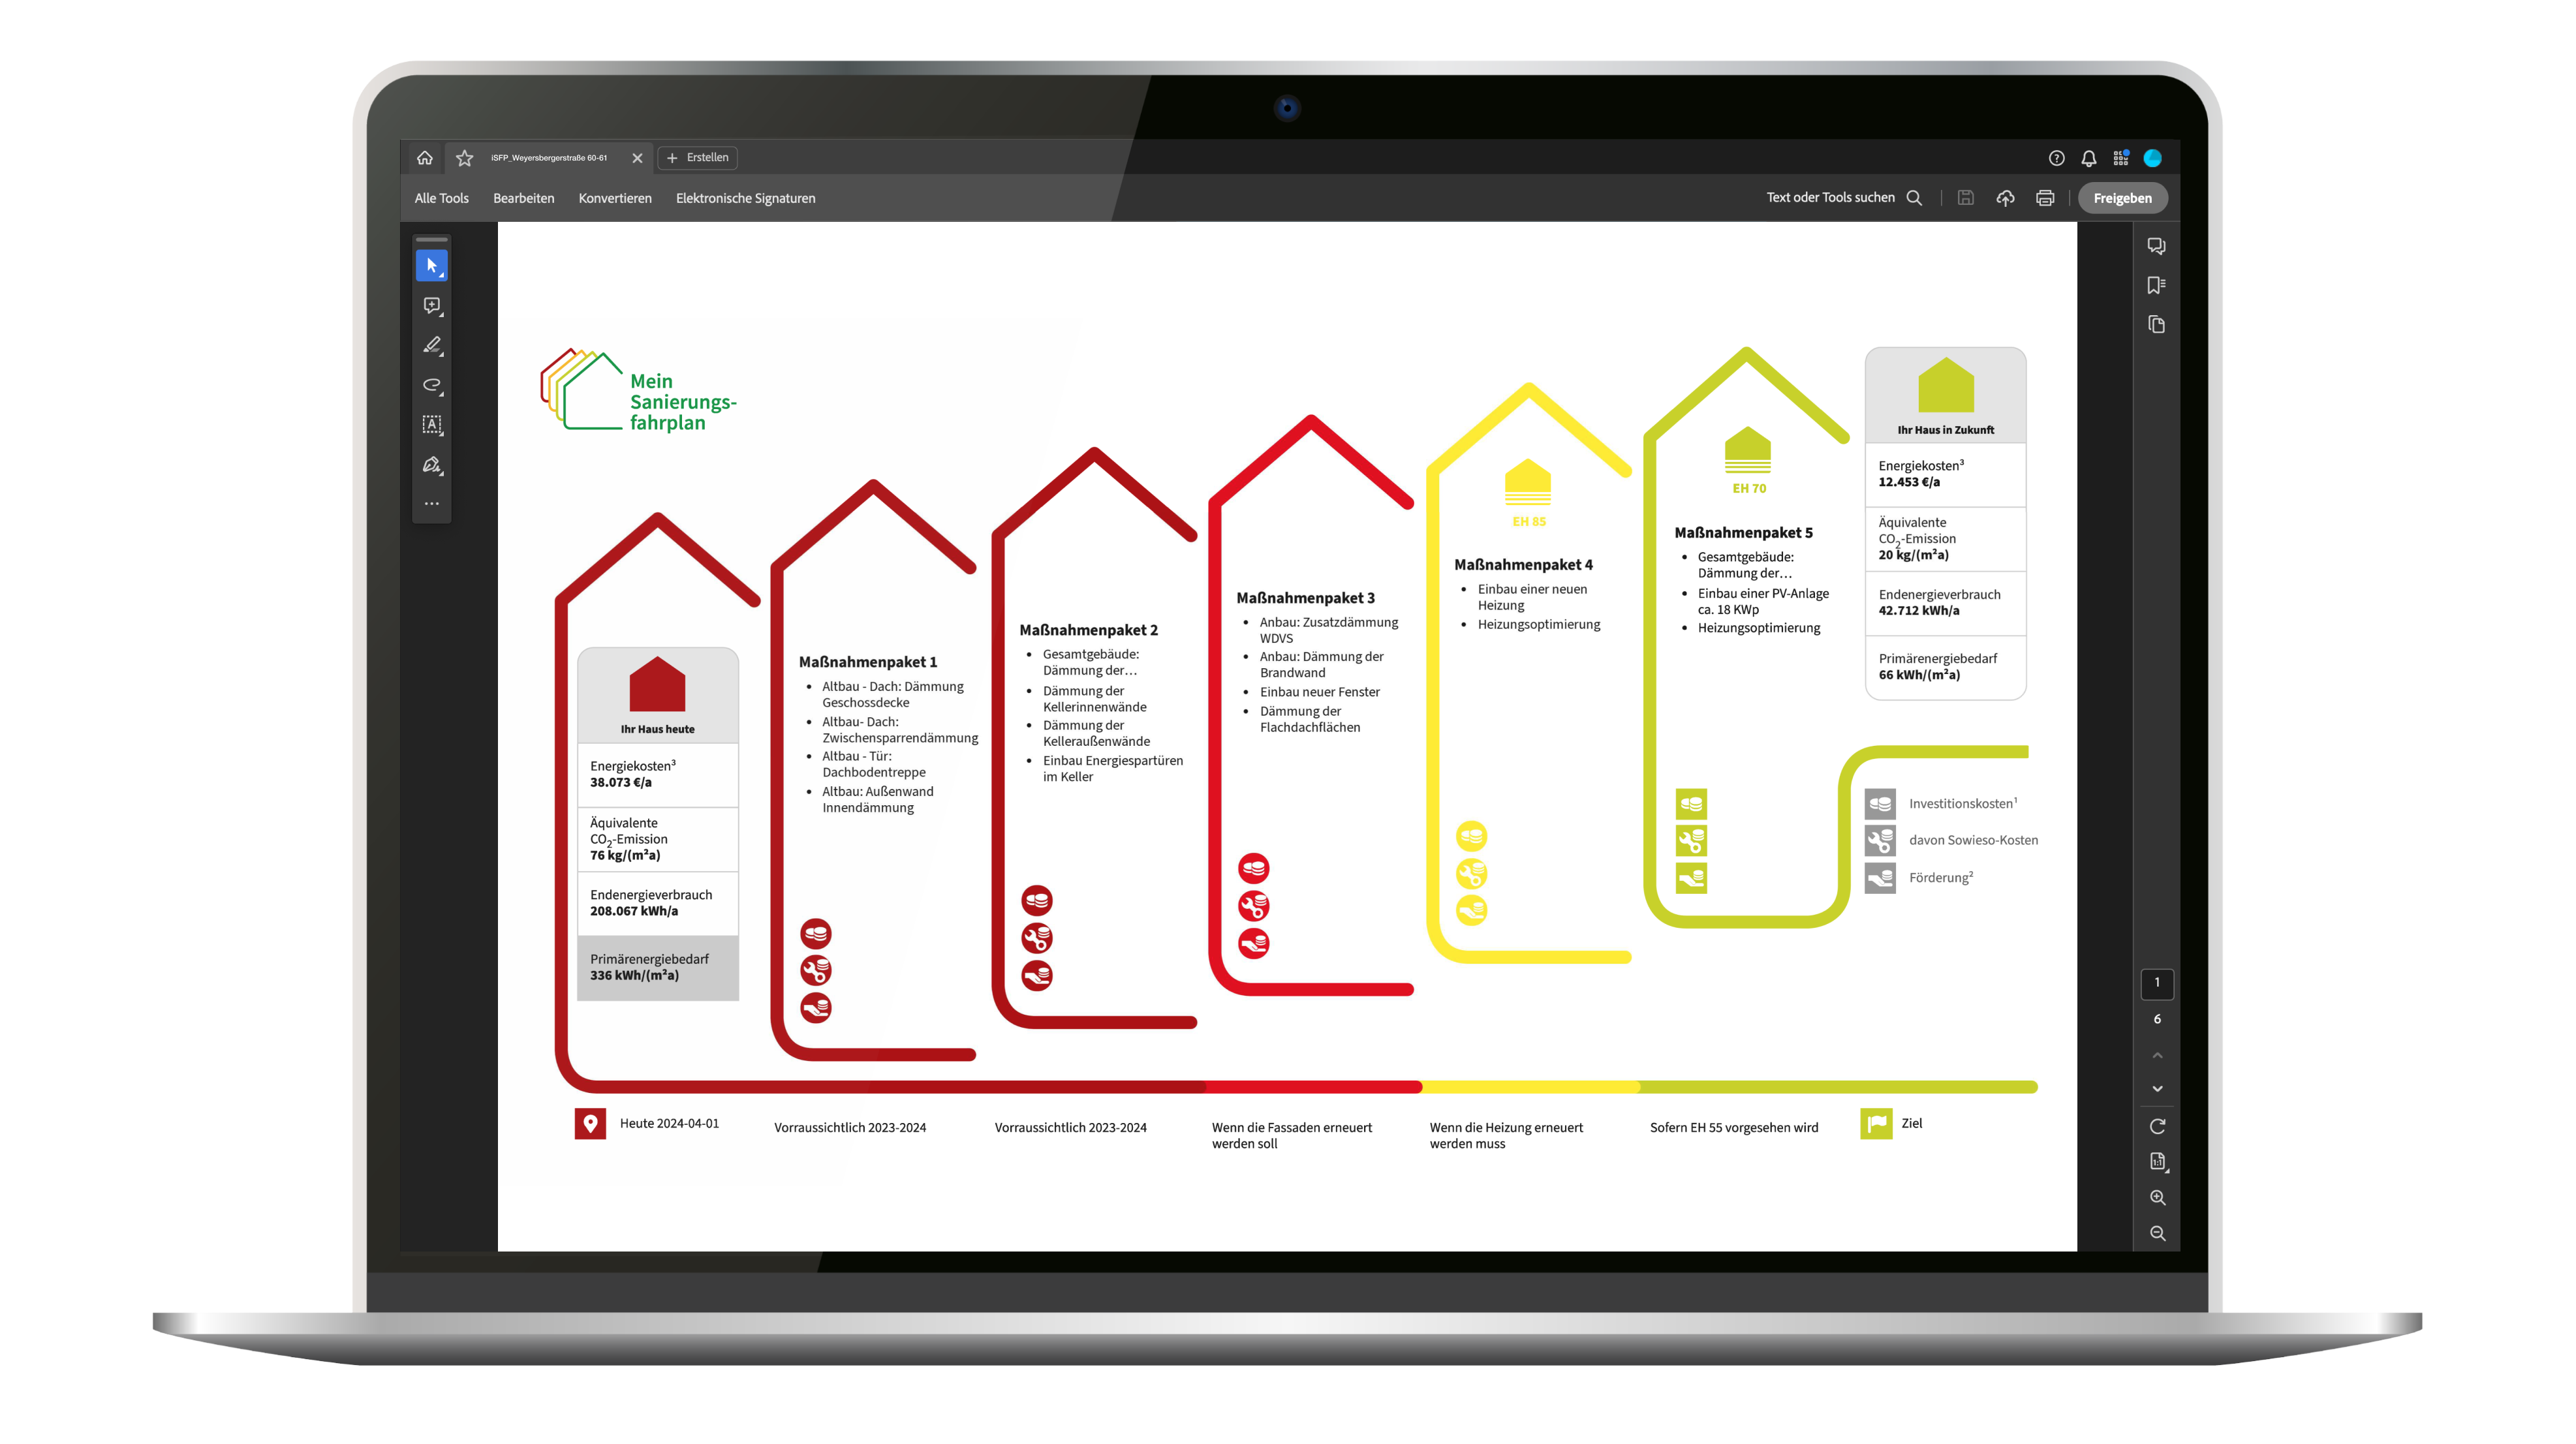 iSFP_Weyersbergerstraße 60-61
Erstellen
Alle Tools
Bearbeiten
Konvertieren
Elektronische Signaturen
Text oder Tools suchen
Freigeben
Mein
Sanierungs-
fahrplan
Ihr Haus heute
Energiekosten³
38.073 €/a
Äquivalente
CO₂-Emission
76 kg/(m²a)
Endenergieverbrauch
208.067 kWh/a
Primärenergiebedarf
336 kWh/(m²a)
Maßnahmenpaket 1
• Altbau - Dach: Dämmung
Geschossdecke
• Altbau- Dach:
Zwischensparrendämmung
• Altbau - Tür:
Dachbodentreppe
• Altbau: Außenwand
Innendämmung
Maßnahmenpaket 2
• Gesamtgebäude:
Dämmung der…
• Dämmung der
Kellerinnenwände
• Dämmung der
Kelleraußenwände
• Einbau Energiespartüren
im Keller
Maßnahmenpaket 3
• Anbau: Zusatzdämmung
WDVS
• Anbau: Dämmung der
Brandwand
• Einbau neuer Fenster
• Dämmung der
Flachdachflächen
EH 85
Maßnahmenpaket 4
• Einbau einer neuen
Heizung
• Heizungsoptimierung
EH 70
Maßnahmenpaket 5
• Gesamtgebäude:
Dämmung der…
• Einbau einer PV-Anlage
ca. 18 KWp
• Heizungsoptimierung
Ihr Haus in Zukunft
Energiekosten³
12.453 €/a
Äquivalente
CO₂-Emission
20 kg/(m²a)
Endenergieverbrauch
42.712 kWh/a
Primärenergiebedarf
66 kWh/(m²a)
Investitionskosten¹
davon Sowieso-Kosten
Förderung²
Heute 2024-04-01
Vorraussichtlich 2023-2024
Vorraussichtlich 2023-2024
Wenn die Fassaden erneuert
werden soll
Wenn die Heizung erneuert
werden muss
Sofern EH 55 vorgesehen wird
Ziel
1
6